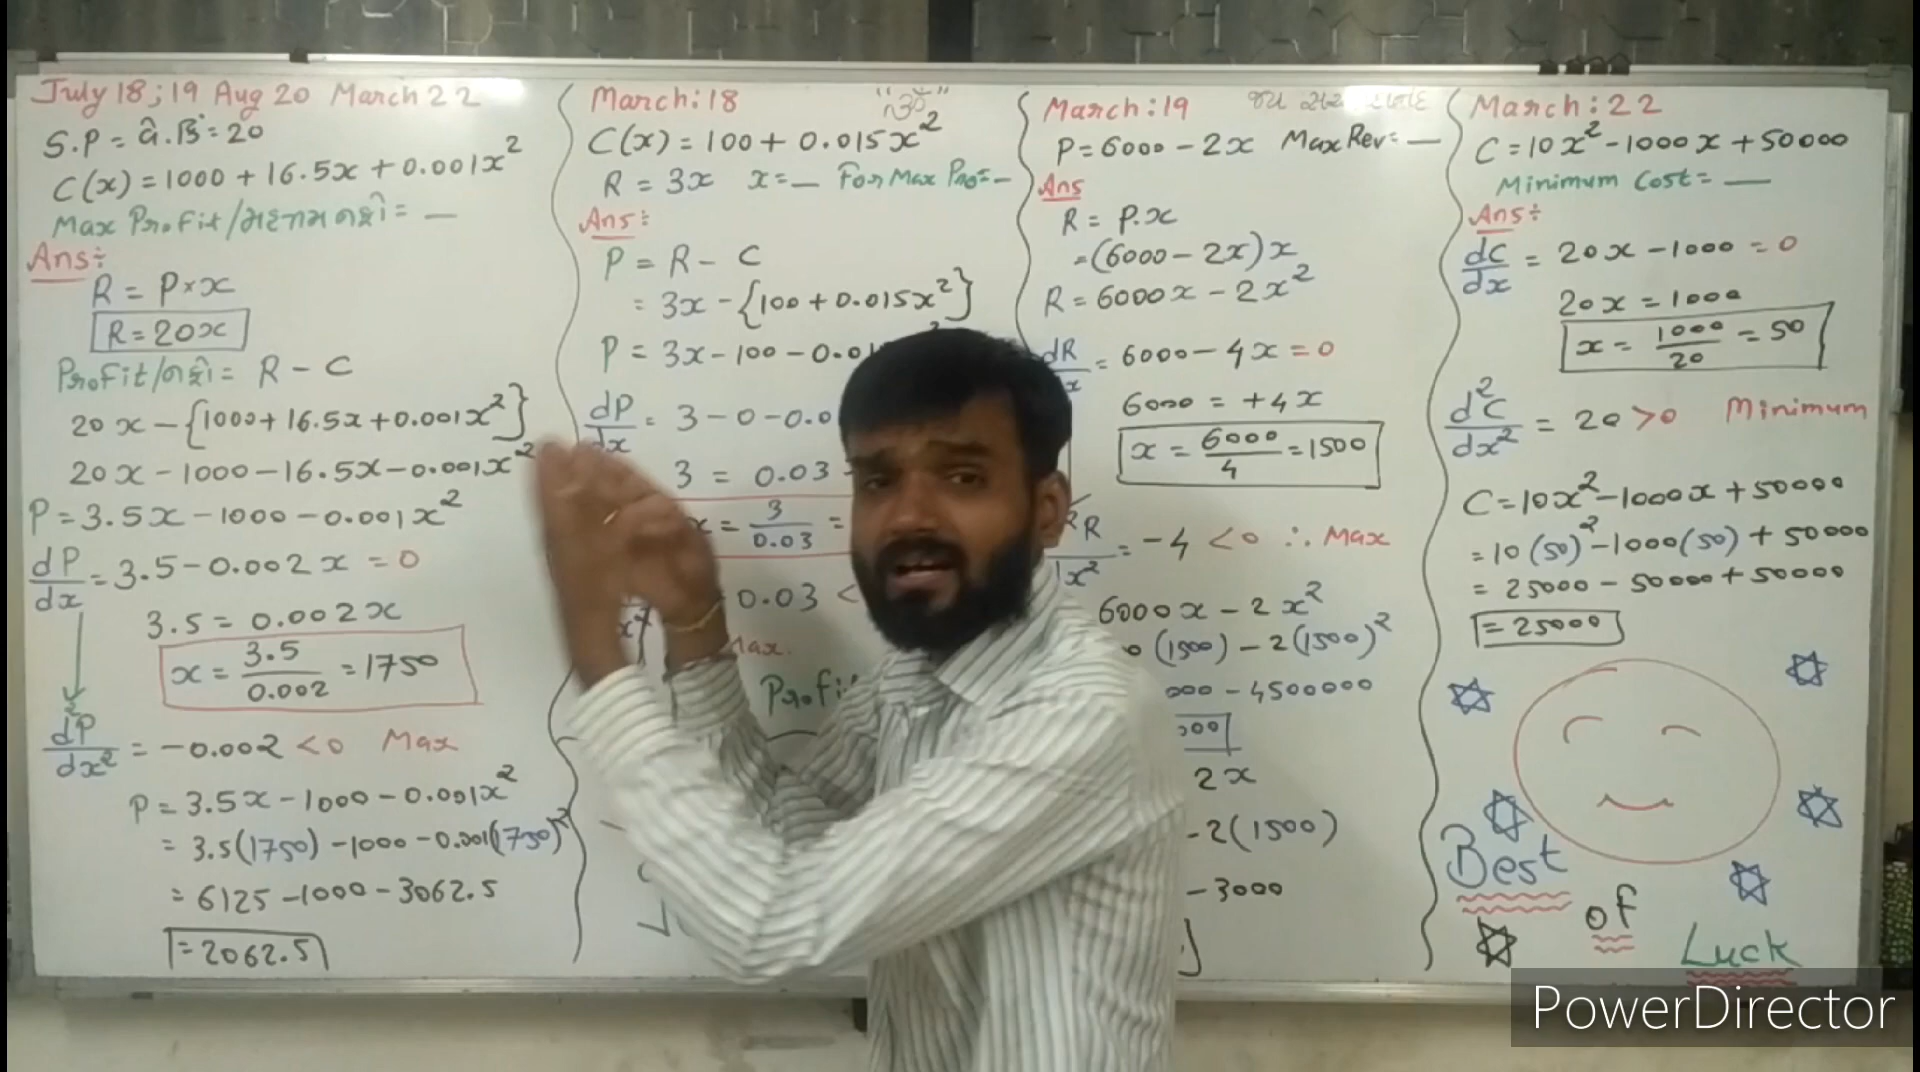 July 18; 19 Aug 20 March 22
S.P = વે.કિં = 20
C(x) = 1000 + 16.5x + 0.001x²
Max Profit/મહત્તમ નફો = —
Ans:
R = P×x
R = 20x
Profit/નફો = R - C
20x - {1000 + 16.5x + 0.001x²}
20x - 1000 - 16.5x - 0.001x²
P = 3.5x - 1000 - 0.001x²
dP/dx = 3.5 - 0.002x = 0
3.5 = 0.002x
x = 3.5/0.002 = 1750
d²P/dx² = -0.002 < 0 Max
P = 3.5x - 1000 - 0.001x²
= 3.5(1750) - 1000 - 0.001(1750)²
= 6125 - 1000 - 3062.5
= 2062.5
March: 18
C(x) = 100 + 0.015x²
R = 3x x = — For Max Pro = —
Ans:
P = R - C
= 3x - {100 + 0.015x²}
P = 3x - 100 - 0.01
dP/dx = 3 - 0 - 0.0
3 = 0.03
x = 3/0.03 =
0.03 <
Max.
Profi
March: 19
P = 6000 - 2x Max Rev = —
Ans
R = P.x
= (6000 - 2x)x
R = 6000x - 2x²
dR/x = 6000 - 4x = 0
6000 = +4x
x = 6000/4 = 1500
²R/x² = -4 < 0 ∴ Max
6000x - 2x²
(1500) - 2(1500)²
000 - 4500000
2x
- 2(1500)
- 3000
March: 22
C = 10x² - 1000x + 50000
Minimum Cost = —
Ans:
dC/dx = 20x - 1000 = 0
20x = 1000
x = 1000/20 = 50
d²C/dx² = 20 > 0 Minimum
C = 10x² - 1000x + 50000
= 10(50)² - 1000(50) + 50000
= 25000 - 50000 + 50000
= 25000
Best
of
Luck
PowerDirector